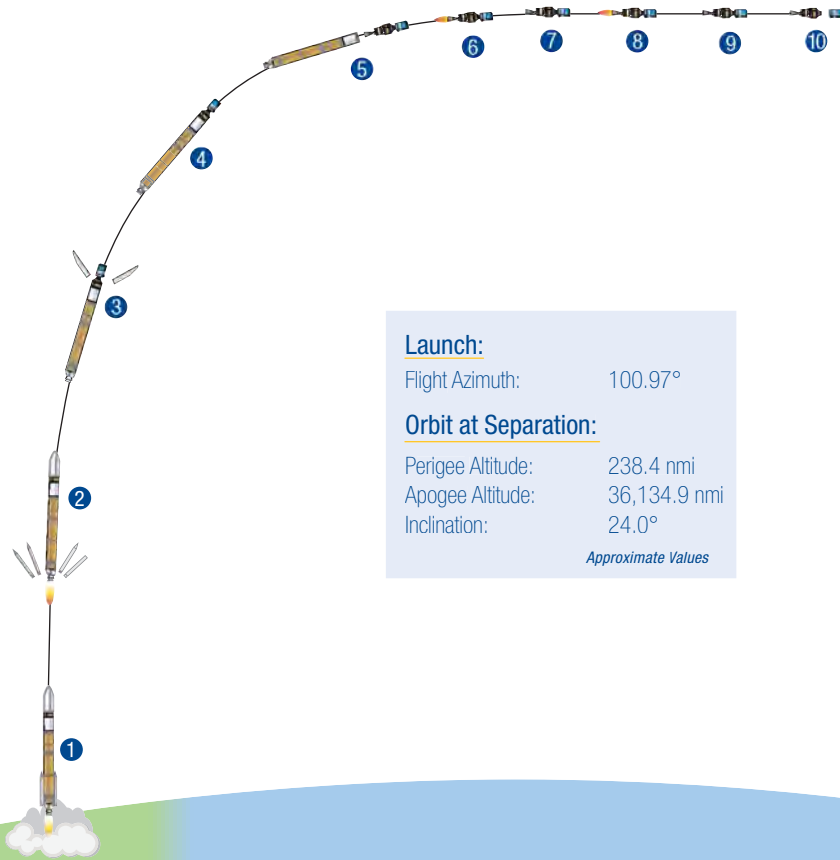 5
6
7
8
9
10
4
3
Launch:
Flight Azimuth: 100.97°
Orbit at Separation:
Perigee Altitude: 238.4 nmi
Apogee Altitude: 36,134.9 nmi
Inclination: 24.0°
Approximate Values
2
1